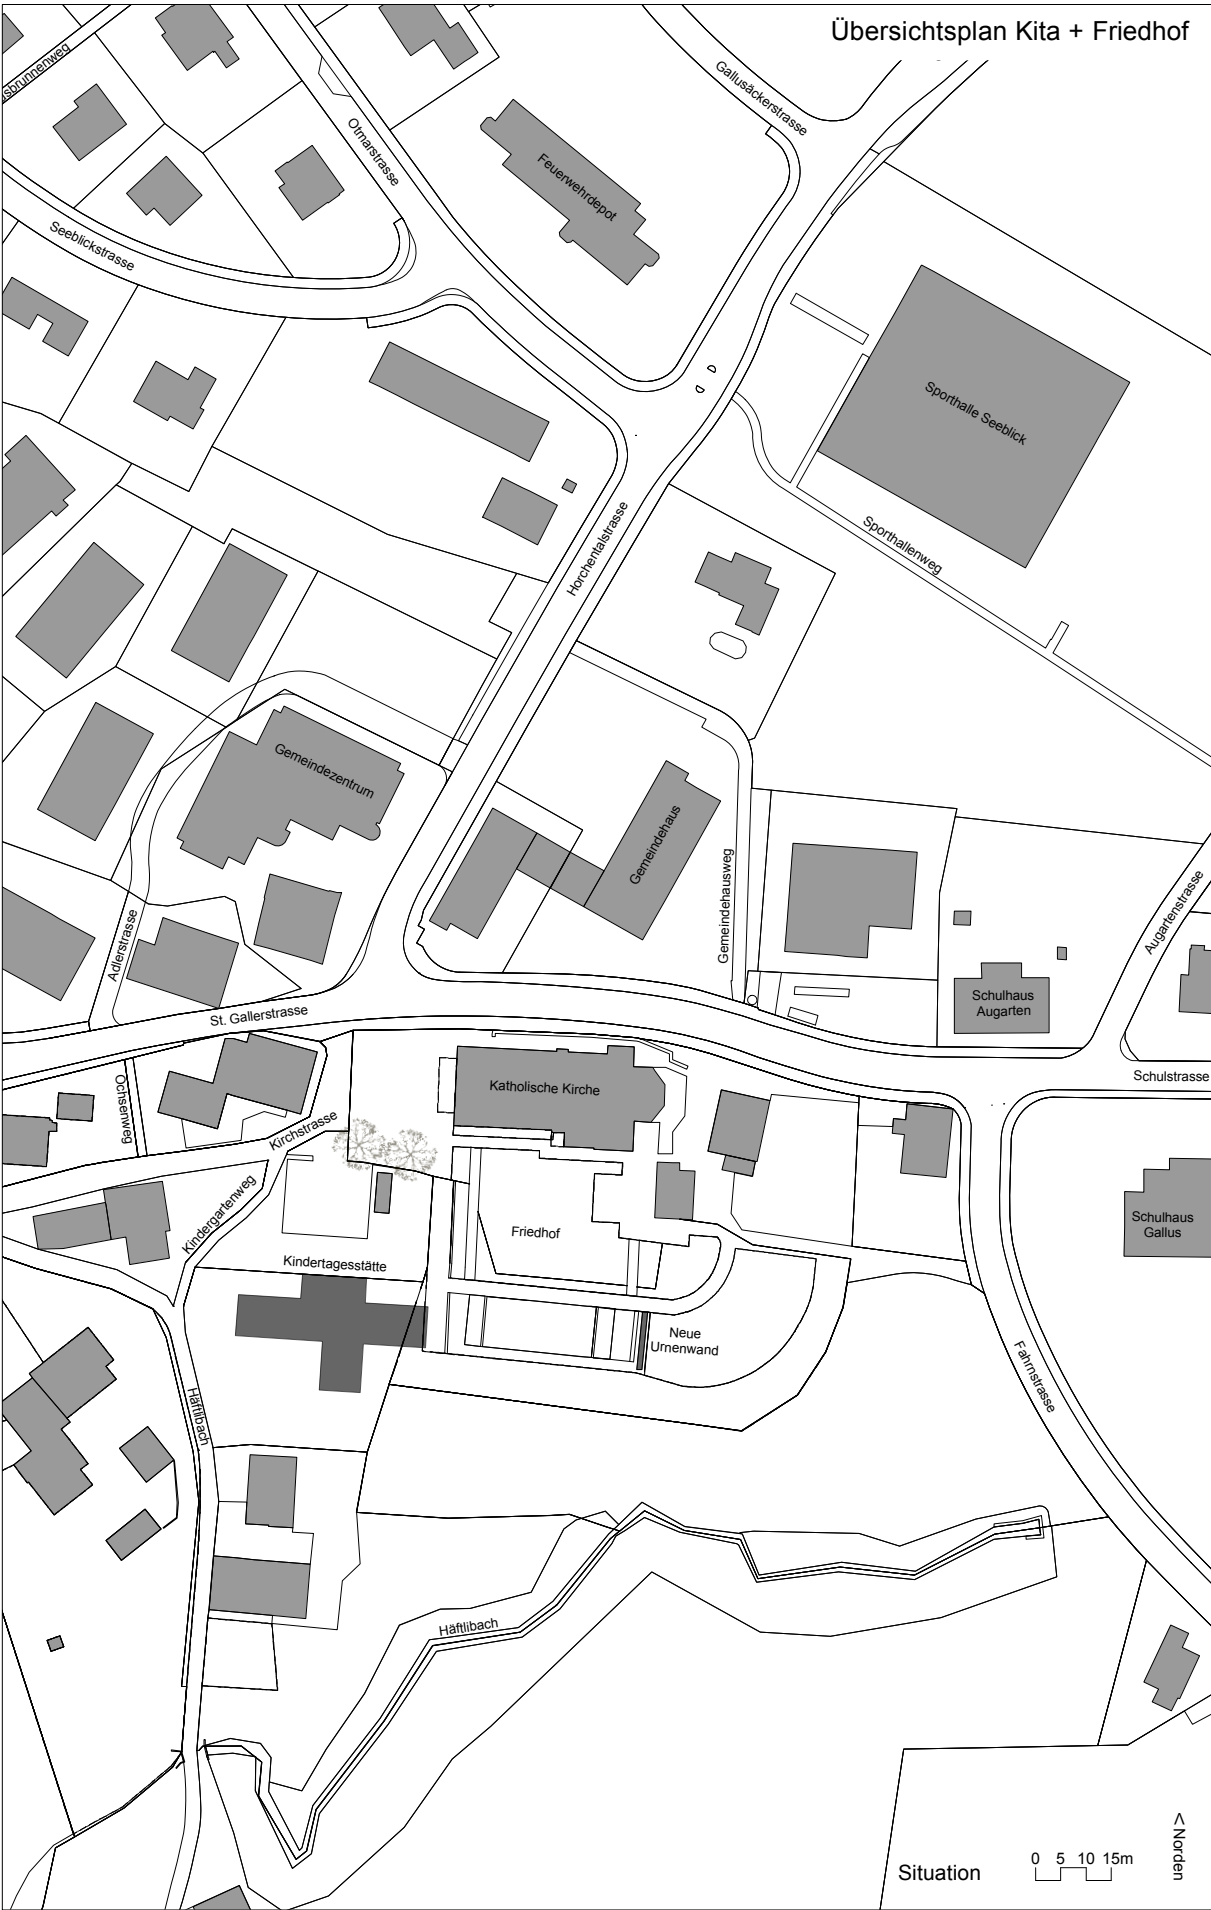 Übersichtsplan Kita + Friedhof
Gallusäckerstrasse
Otmarstrasse
Feuerwehrdepot
Seeblickstrasse
Sporthalle Seeblick
Sporthallenweg
Horchentalstrasse
Gemeindezentrum
Gemeindehaus
Gemeindehausweg
Augartenstrasse
Adlerstrasse
Schulhaus
Augarten
St. Gallerstrasse
Schulstrasse
Katholische Kirche
Ochsenweg
Kirchstrasse
Kindergartenweg
Schulhaus
Gallus
Friedhof
Kindertagesstätte
Neue
Urnenwand
Fahrnstrasse
Häftlibach
Häftlibach
Situation
0 5 10 15m
< Norden